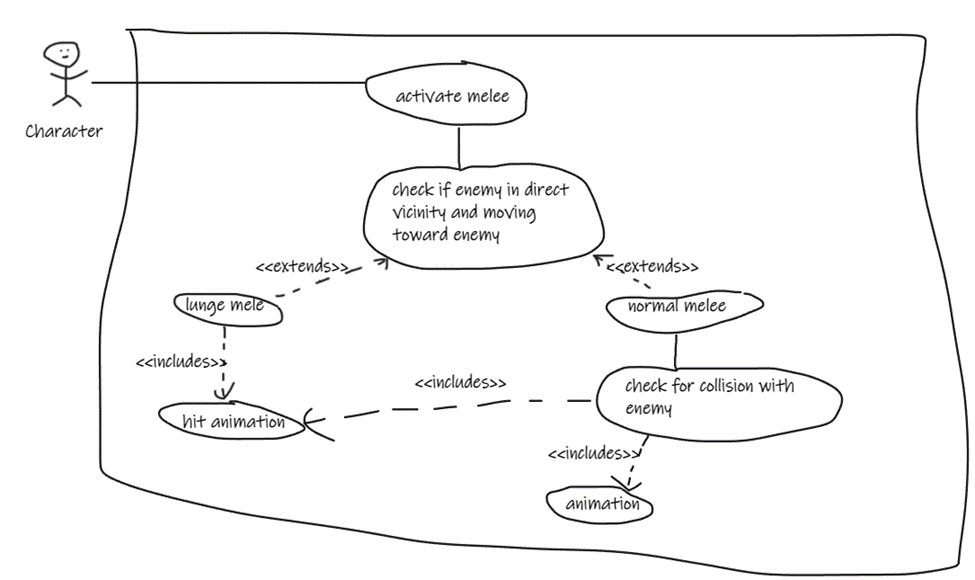 activate melee
Character
check if enemy in direct
vicinity and moving
toward enemy
<<extends>>
<<extends>>
lunge mele
normal melee
<<includes>>
<<includes>>
check for collision with
enemy
hit animation
<<includes>>
animation